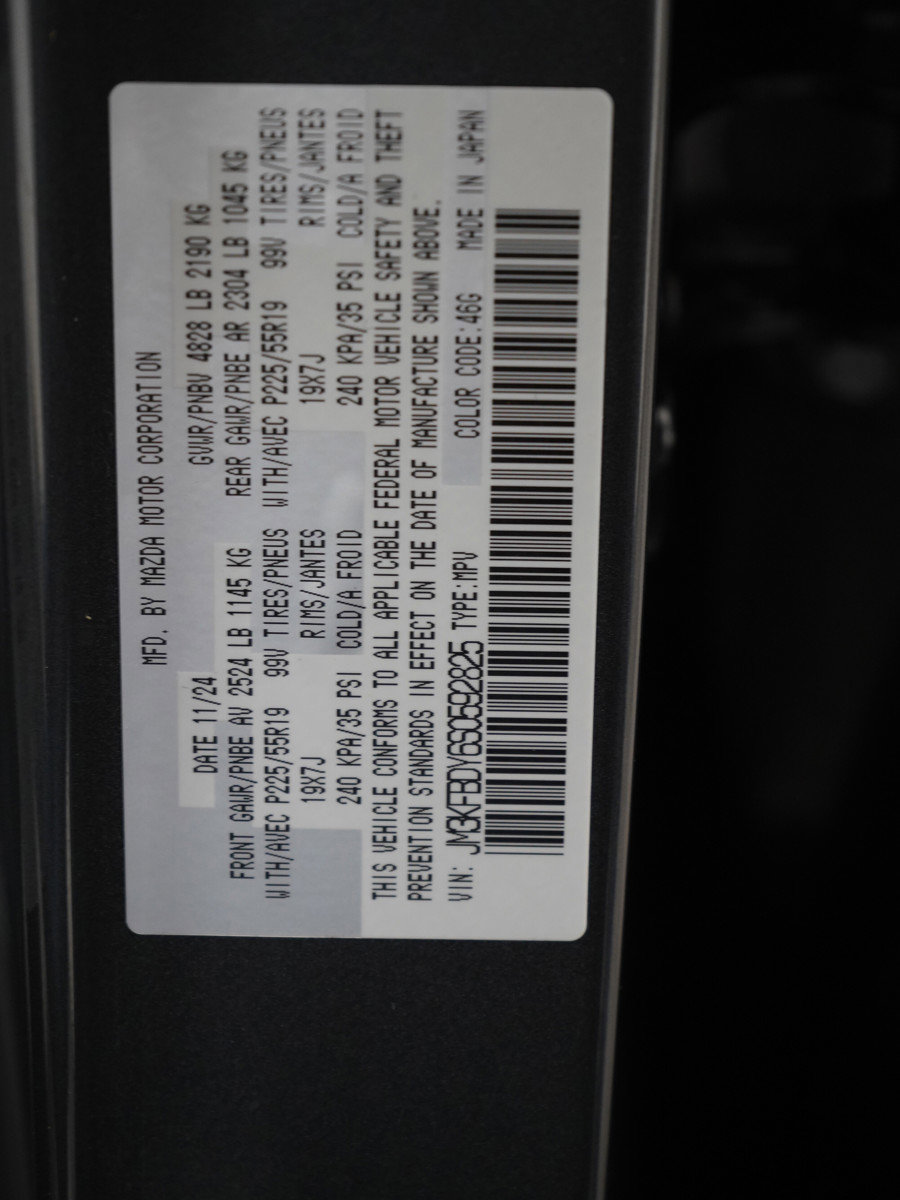 MFD. BY MAZDA MOTOR CORPORATION
DATE 11/24 GVWR/PNBV 4828 LB 2190 KG
FRONT GAWR/PNBE AV 2524 LB 1145 KG REAR GAWR/PNBE AR 2304 LB 1045 KG
WITH/AVEC P225/55R19 99V TIRES/PNEUS WITH/AVEC P225/55R19 99V TIRES/PNEUS
19X7J RIMS/JANTES 19X7J RIMS/JANTES
240 KPA/35 PSI COLD/A FROID 240 KPA/35 PSI COLD/A FROID
THIS VEHICLE CONFORMS TO ALL APPLICABLE FEDERAL MOTOR VEHICLE SAFETY AND THEFT
PREVENTION STANDARDS IN EFFECT ON THE DATE OF MANUFACTURE SHOWN ABOVE.
VIN: JM3KFBDY6S0592825 TYPE:MPV COLOR CODE:46G MADE IN JAPAN